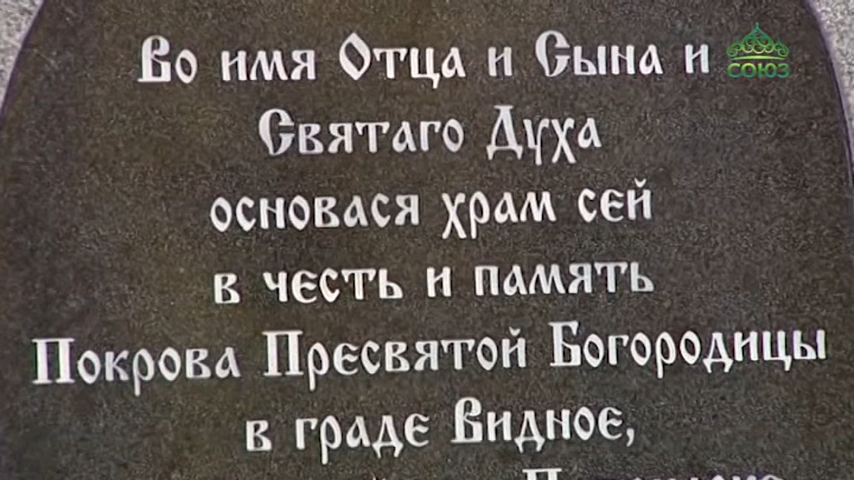 Во имя Отца и Сына и
СОЮЗ
Святаго Духа
основася храм сей
в честь и память
Покрова Пресвятой Богородицы
в граде Видное,